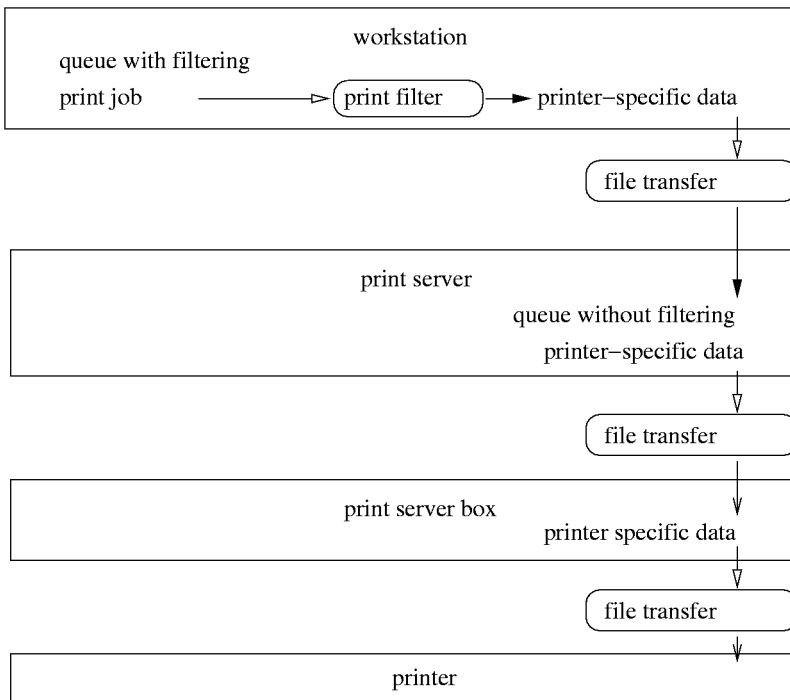 workstation
queue with filtering
print job
print filter
printer−specific data
file transfer
print server
queue without filtering
printer−specific data
file transfer
print server box
printer specific data
file transfer
printer